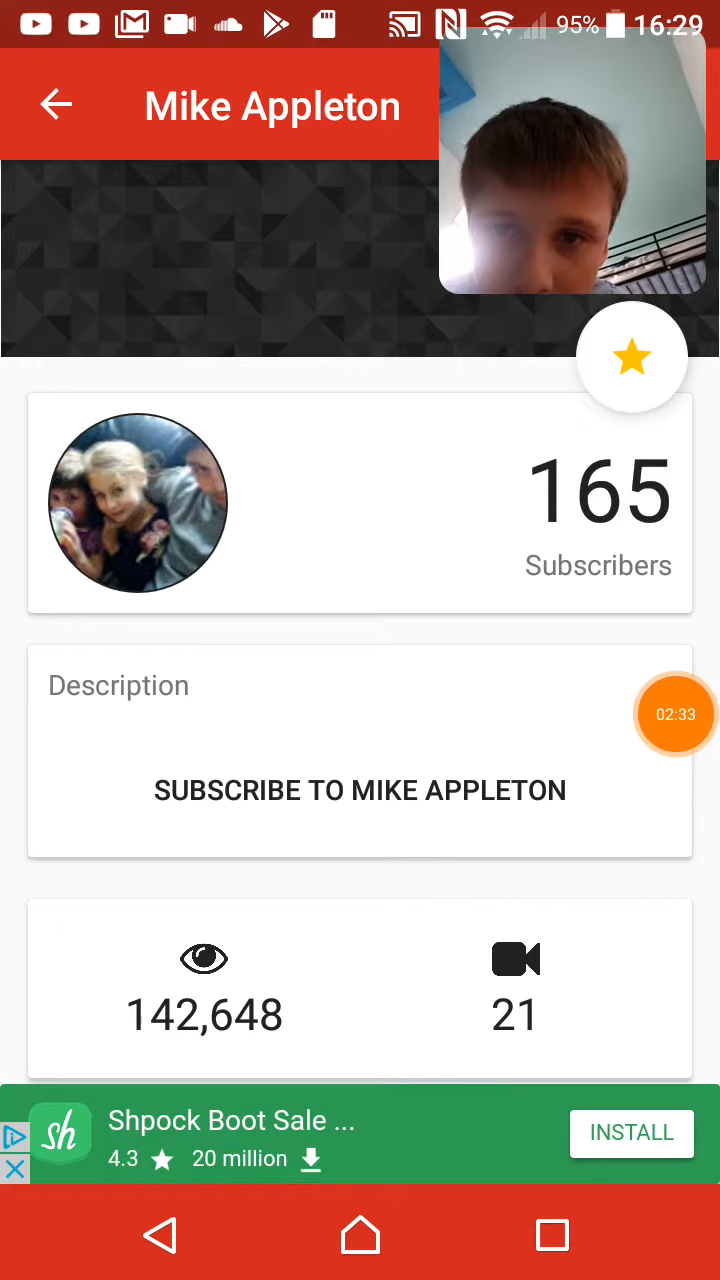 95% 16:29
Mike Appleton
165
Subscribers
Description
02:33
SUBSCRIBE TO MIKE APPLETON
142,648 21
sh Shpock Boot Sale ...
4.3 20 million
INSTALL